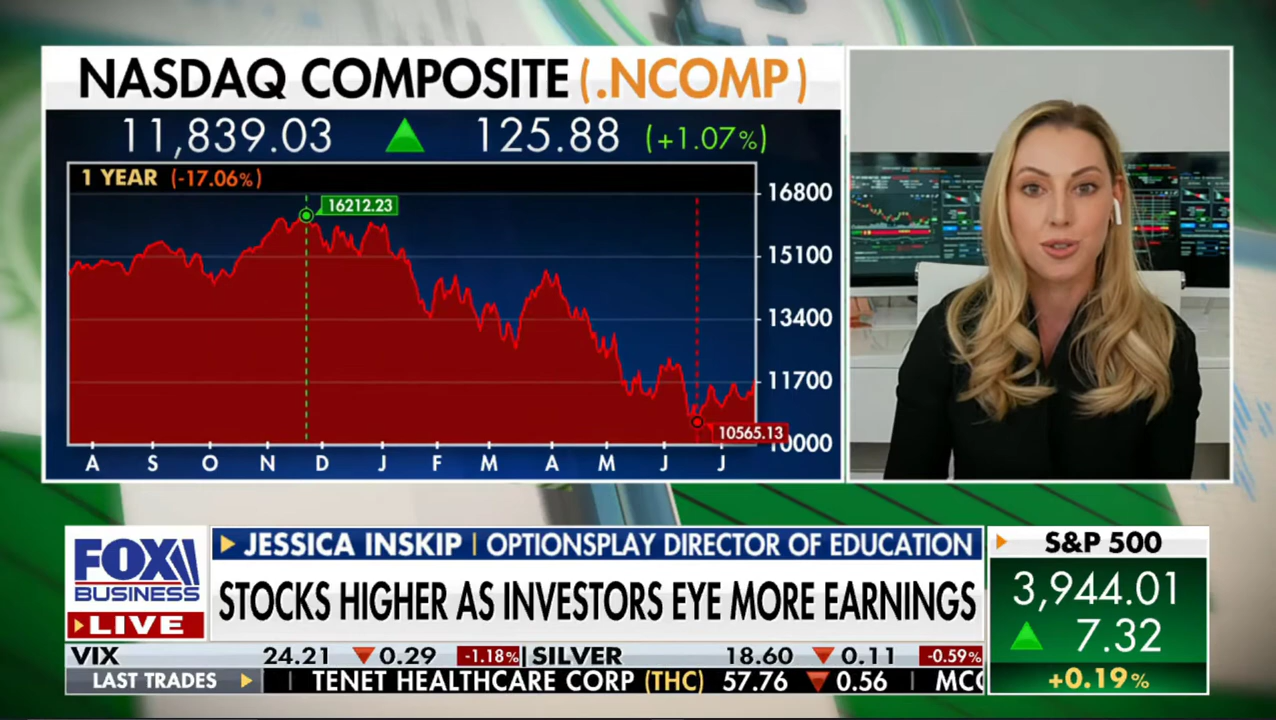 NASDAQ COMPOSITE (.NCOMP)
11,839.03 ▲ 125.88 (+1.07%)
1 YEAR (-17.06%)
16212.23
16800
15100
13400
11700
10000
10565.13
A S O N D J F M A M J J
FOX
BUSINESS
LIVE
JESSICA INSKIP | OPTIONSPLAY DIRECTOR OF EDUCATION
STOCKS HIGHER AS INVESTORS EYE MORE EARNINGS
S&P 500
3,944.01
▲ 7.32
+0.19%
VIX 24.21 ▼ 0.29 -1.18% | SILVER 18.60 ▼ 0.11 -0.59%
LAST TRADES | TENET HEALTHCARE CORP (THC) 57.76 ▼ 0.56 | MC